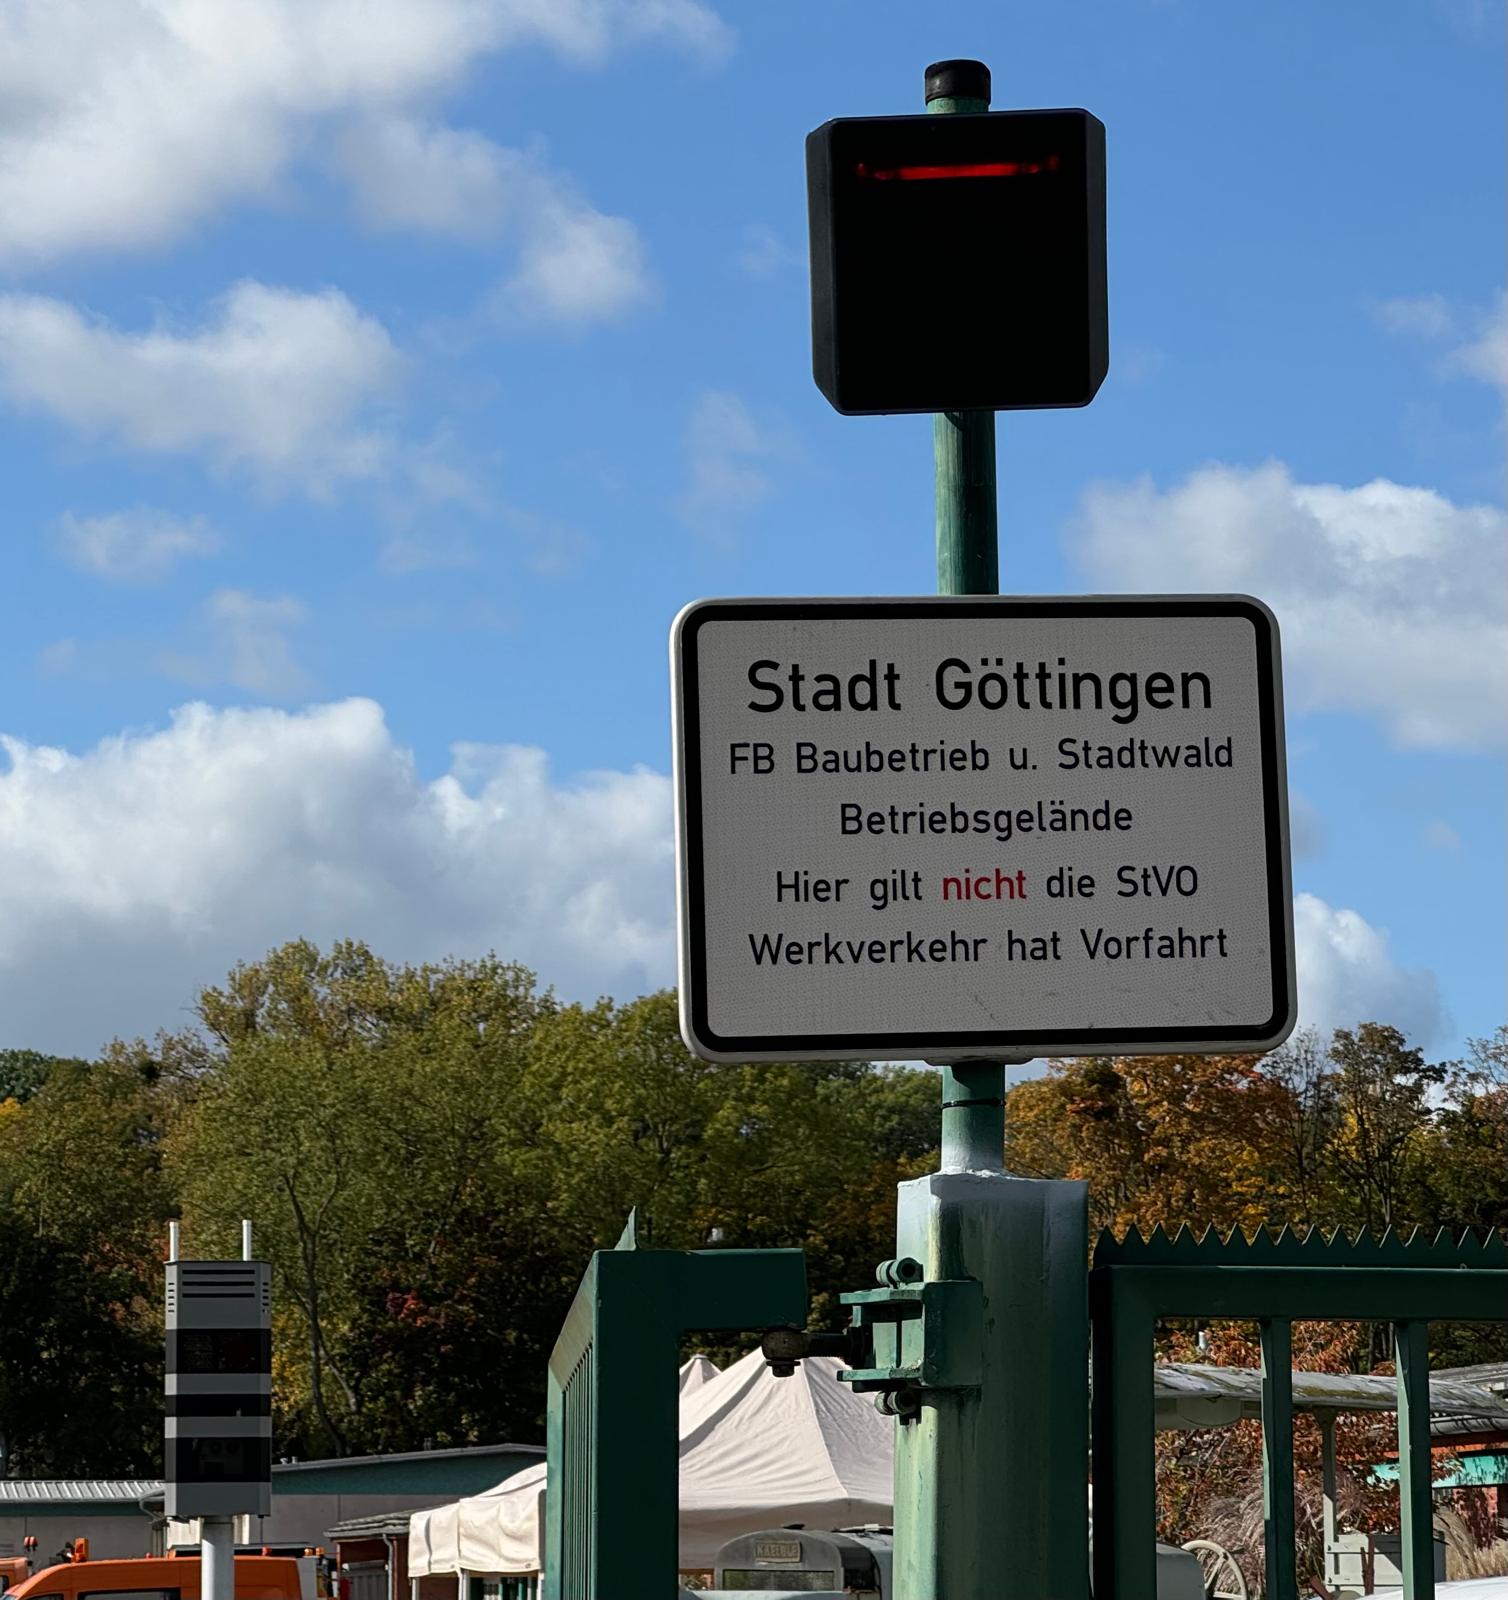 Stadt Göttingen
FB Baubetrieb u. Stadtwald
Betriebsgelände
Hier gilt nicht die StVO
Werkverkehr hat Vorfahrt